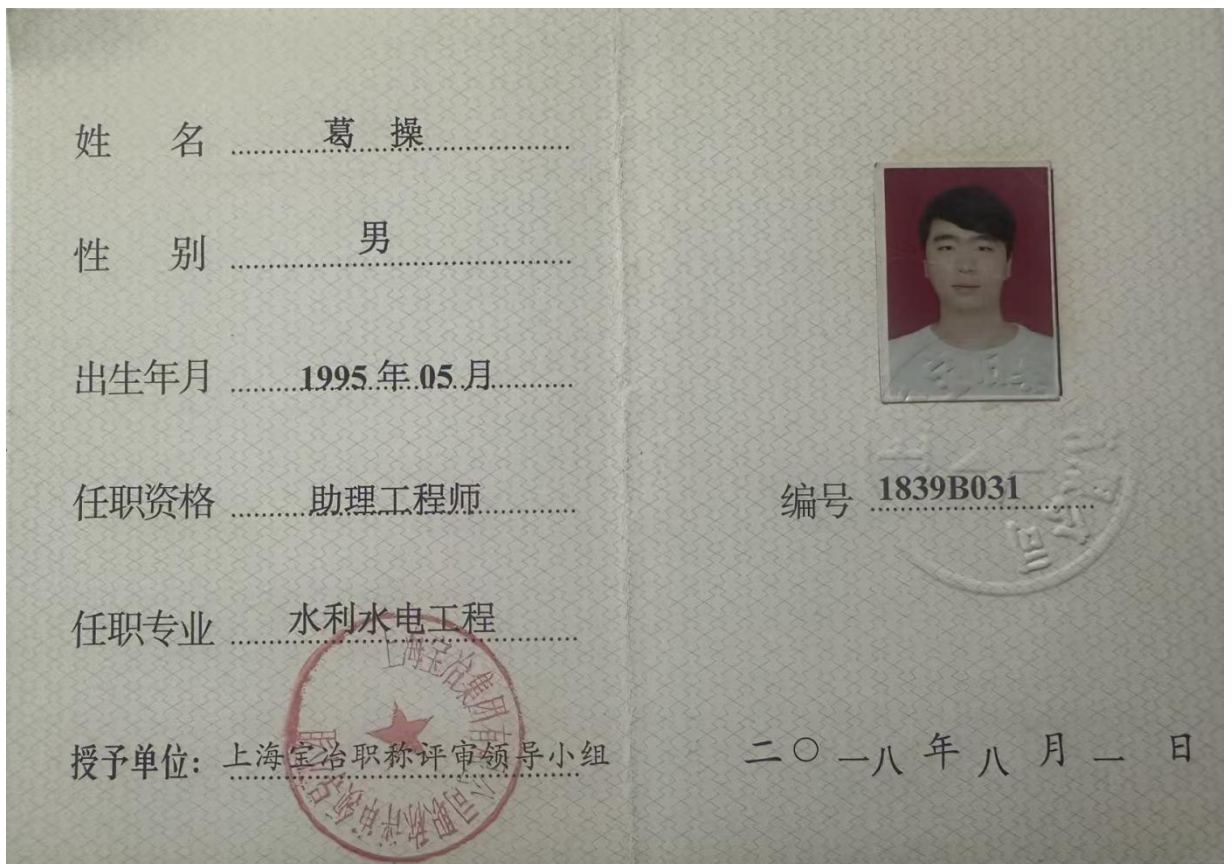 姓 名 葛 操
性 别 男
出生年月 1995 年 05 月
任职资格 助理工程师
任职专业 水利水电工程
授予单位：上海宝冶职称评审领导小组
编号 1839B031
二〇一八 年 八 月 一 日